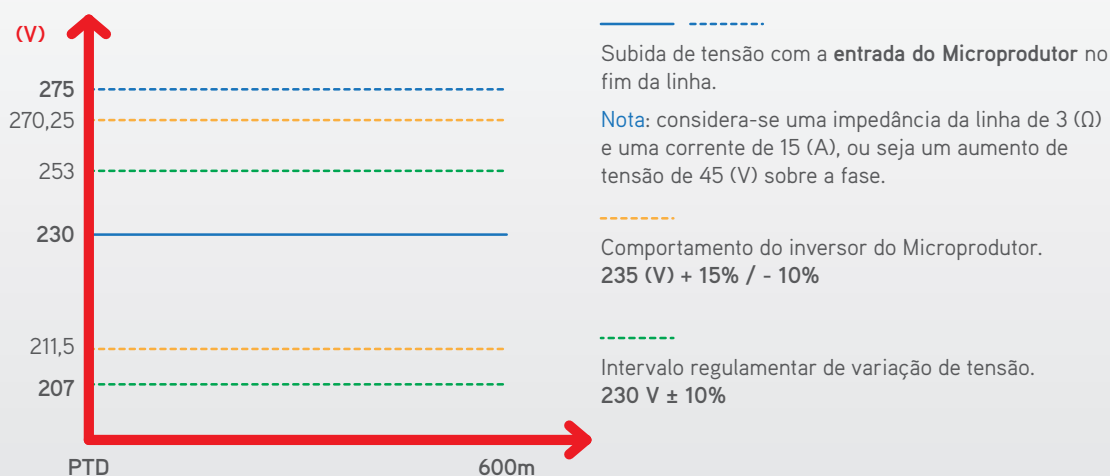 (V)
275
270,25
253
230
211,5
207
PTD
600m
Subida de tensão com a entrada do Microprodutor no
fim da linha.
Nota: considera-se uma impedância da linha de 3 (Ω)
e uma corrente de 15 (A), ou seja um aumento de
tensão de 45 (V) sobre a fase.
Comportamento do inversor do Microprodutor.
235 (V) + 15% / - 10%
Intervalo regulamentar de variação de tensão.
230 V ± 10%